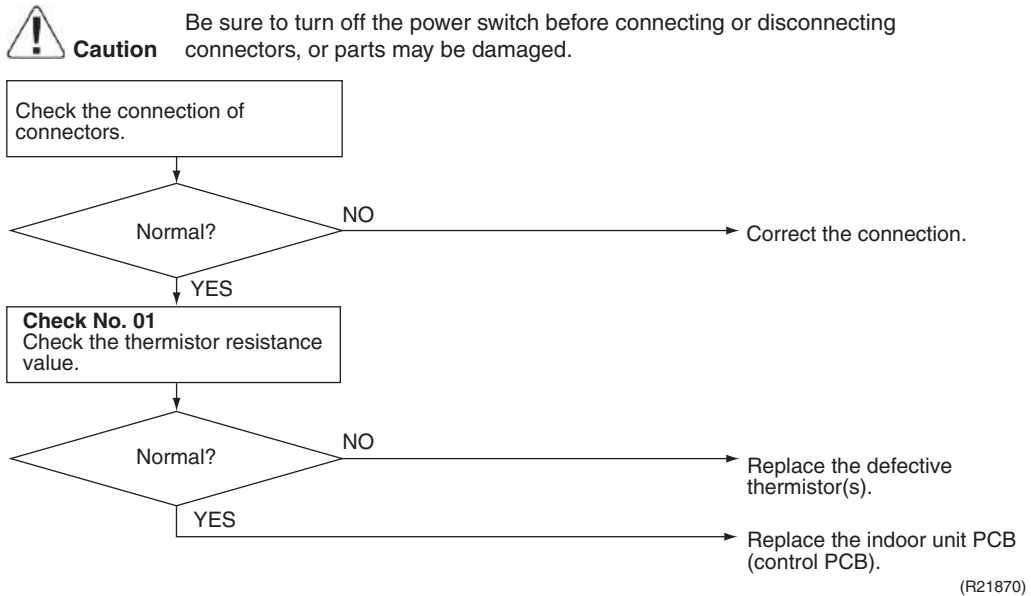 Be sure to turn off the power switch before connecting or disconnecting
Caution connectors, or parts may be damaged.
Check the connection of
connectors.
Normal?
NO
Correct the connection.
YES
Check No. 01
Check the thermistor resistance
value.
Normal?
NO
Replace the defective
thermistor(s).
YES
Replace the indoor unit PCB
(control PCB).
(R21870)